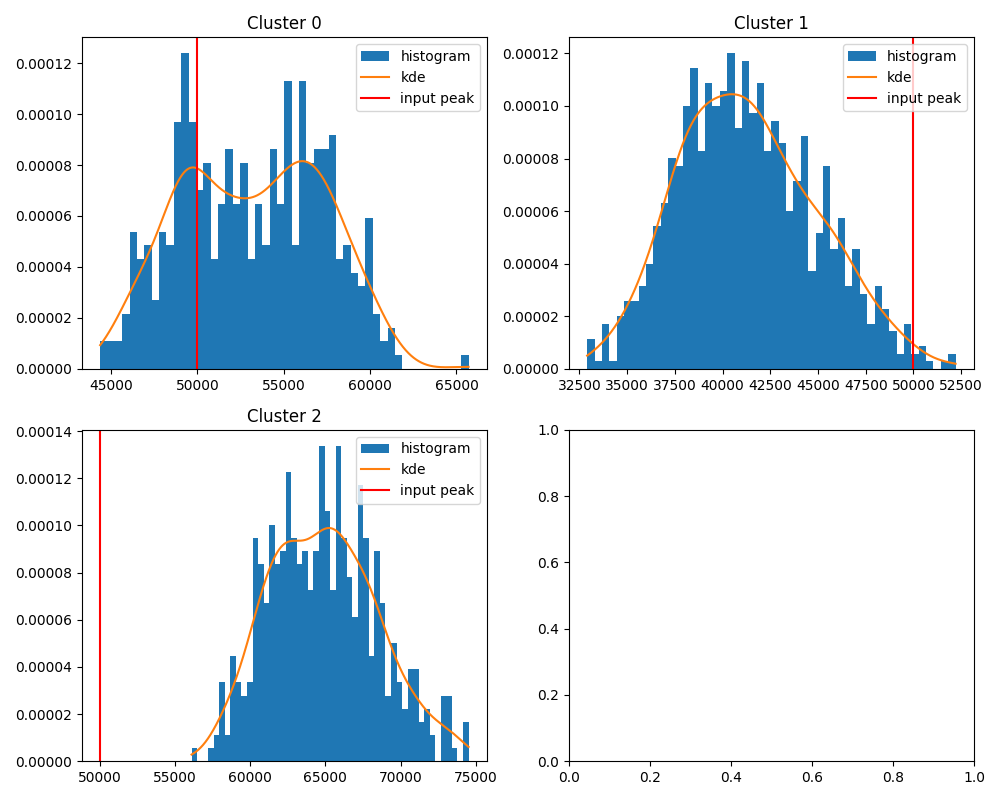 Cluster 0
0.00012
0.00010
0.00008
0.00006
0.00004
0.00002
0.00000
45000 50000 55000 60000 65000
histogram
kde
input peak
Cluster 1
0.00012
0.00010
0.00008
0.00006
0.00004
0.00002
0.00000
32500 35000 37500 40000 42500 45000 47500 50000 52500
histogram
kde
input peak
Cluster 2
0.00014
0.00012
0.00010
0.00008
0.00006
0.00004
0.00002
0.00000
50000 55000 60000 65000 70000 75000
histogram
kde
input peak
1.0
0.8
0.6
0.4
0.2
0.0
0.0 0.2 0.4 0.6 0.8 1.0